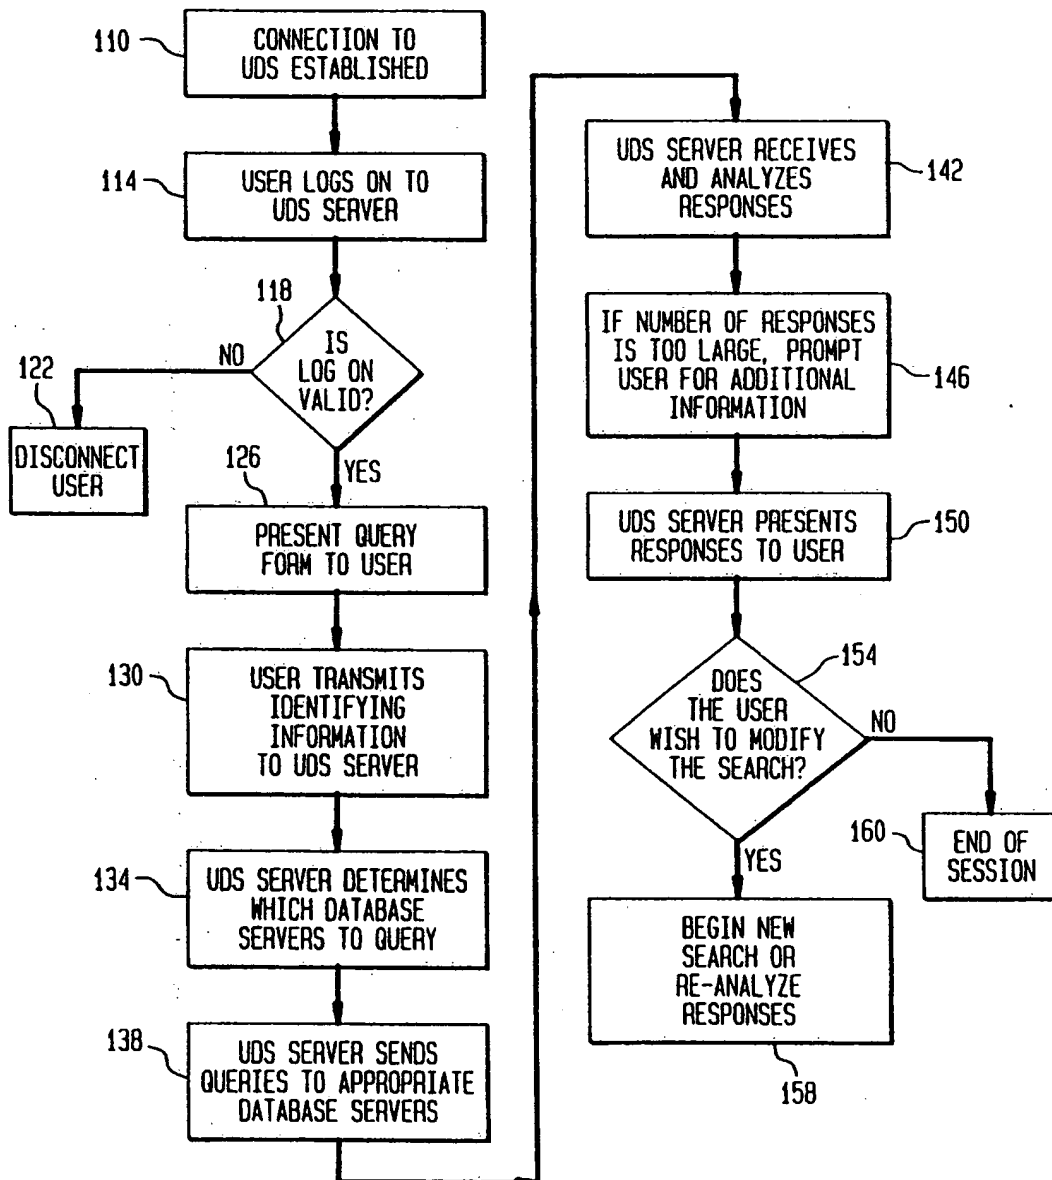 110
CONNECTION TO
UDS ESTABLISHED
114
USER LOGS ON TO
UDS SERVER
118
IS
LOG ON
VALID?
NO
122
DISCONNECT
USER
YES
126
PRESENT QUERY
FORM TO USER
130
USER TRANSMITS
IDENTIFYING
INFORMATION
TO UDS SERVER
134
UDS SERVER DETERMINES
WHICH DATABASE
SERVERS TO QUERY
138
UDS SERVER SENDS
QUERIES TO APPROPRIATE
DATABASE SERVERS
UDS SERVER RECEIVES
AND ANALYZES
RESPONSES
142
IF NUMBER OF RESPONSES
IS TOO LARGE, PROMPT
USER FOR ADDITIONAL
INFORMATION
146
UDS SERVER PRESENTS
RESPONSES TO USER
150
154
DOES
THE USER
WISH TO MODIFY
THE SEARCH?
NO
160
END OF
SESSION
YES
BEGIN NEW
SEARCH OR
RE-ANALYZE
RESPONSES
158